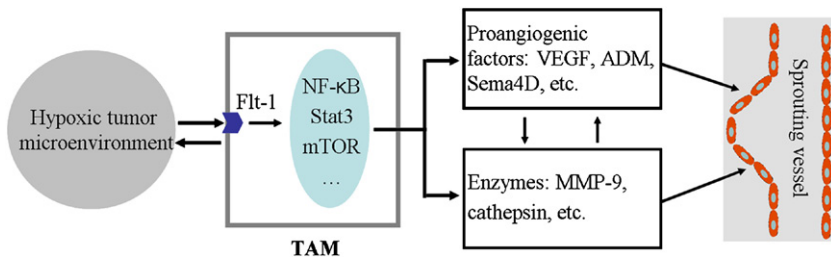 Hypoxic tumor
microenvironment
Flt-1
NF-κB
Stat3
mTOR
...
TAM
Proangiogenic
factors: VEGF, ADM,
Sema4D, etc.
Enzymes: MMP-9,
cathepsin, etc.
Sprouting vessel